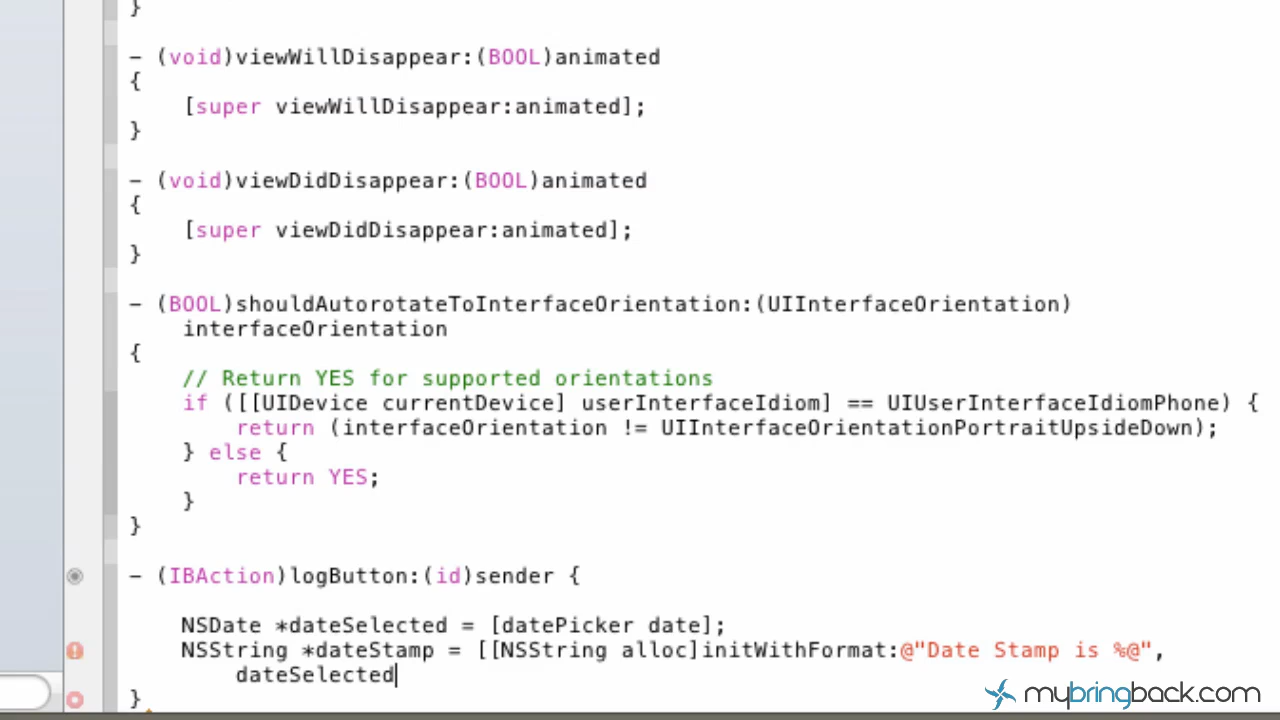 }
- (void)viewWillDisappear:(BOOL)animated
{
    [super viewWillDisappear:animated];
}
- (void)viewDidDisappear:(BOOL)animated
{
    [super viewDidDisappear:animated];
}
- (BOOL)shouldAutorotateToInterfaceOrientation:(UIInterfaceOrientation)
    interfaceOrientation
{
    // Return YES for supported orientations
    if ([[UIDevice currentDevice] userInterfaceIdiom] == UIUserInterfaceIdiomPhone) {
        return (interfaceOrientation != UIInterfaceOrientationPortraitUpsideDown);
    } else {
        return YES;
    }
}
- (IBAction)logButton:(id)sender {
    NSDate *dateSelected = [datePicker date];
    NSString *dateStamp = [[NSString alloc]initWithFormat:@"Date Stamp is %@",
        dateSelected
}
mybringback.com